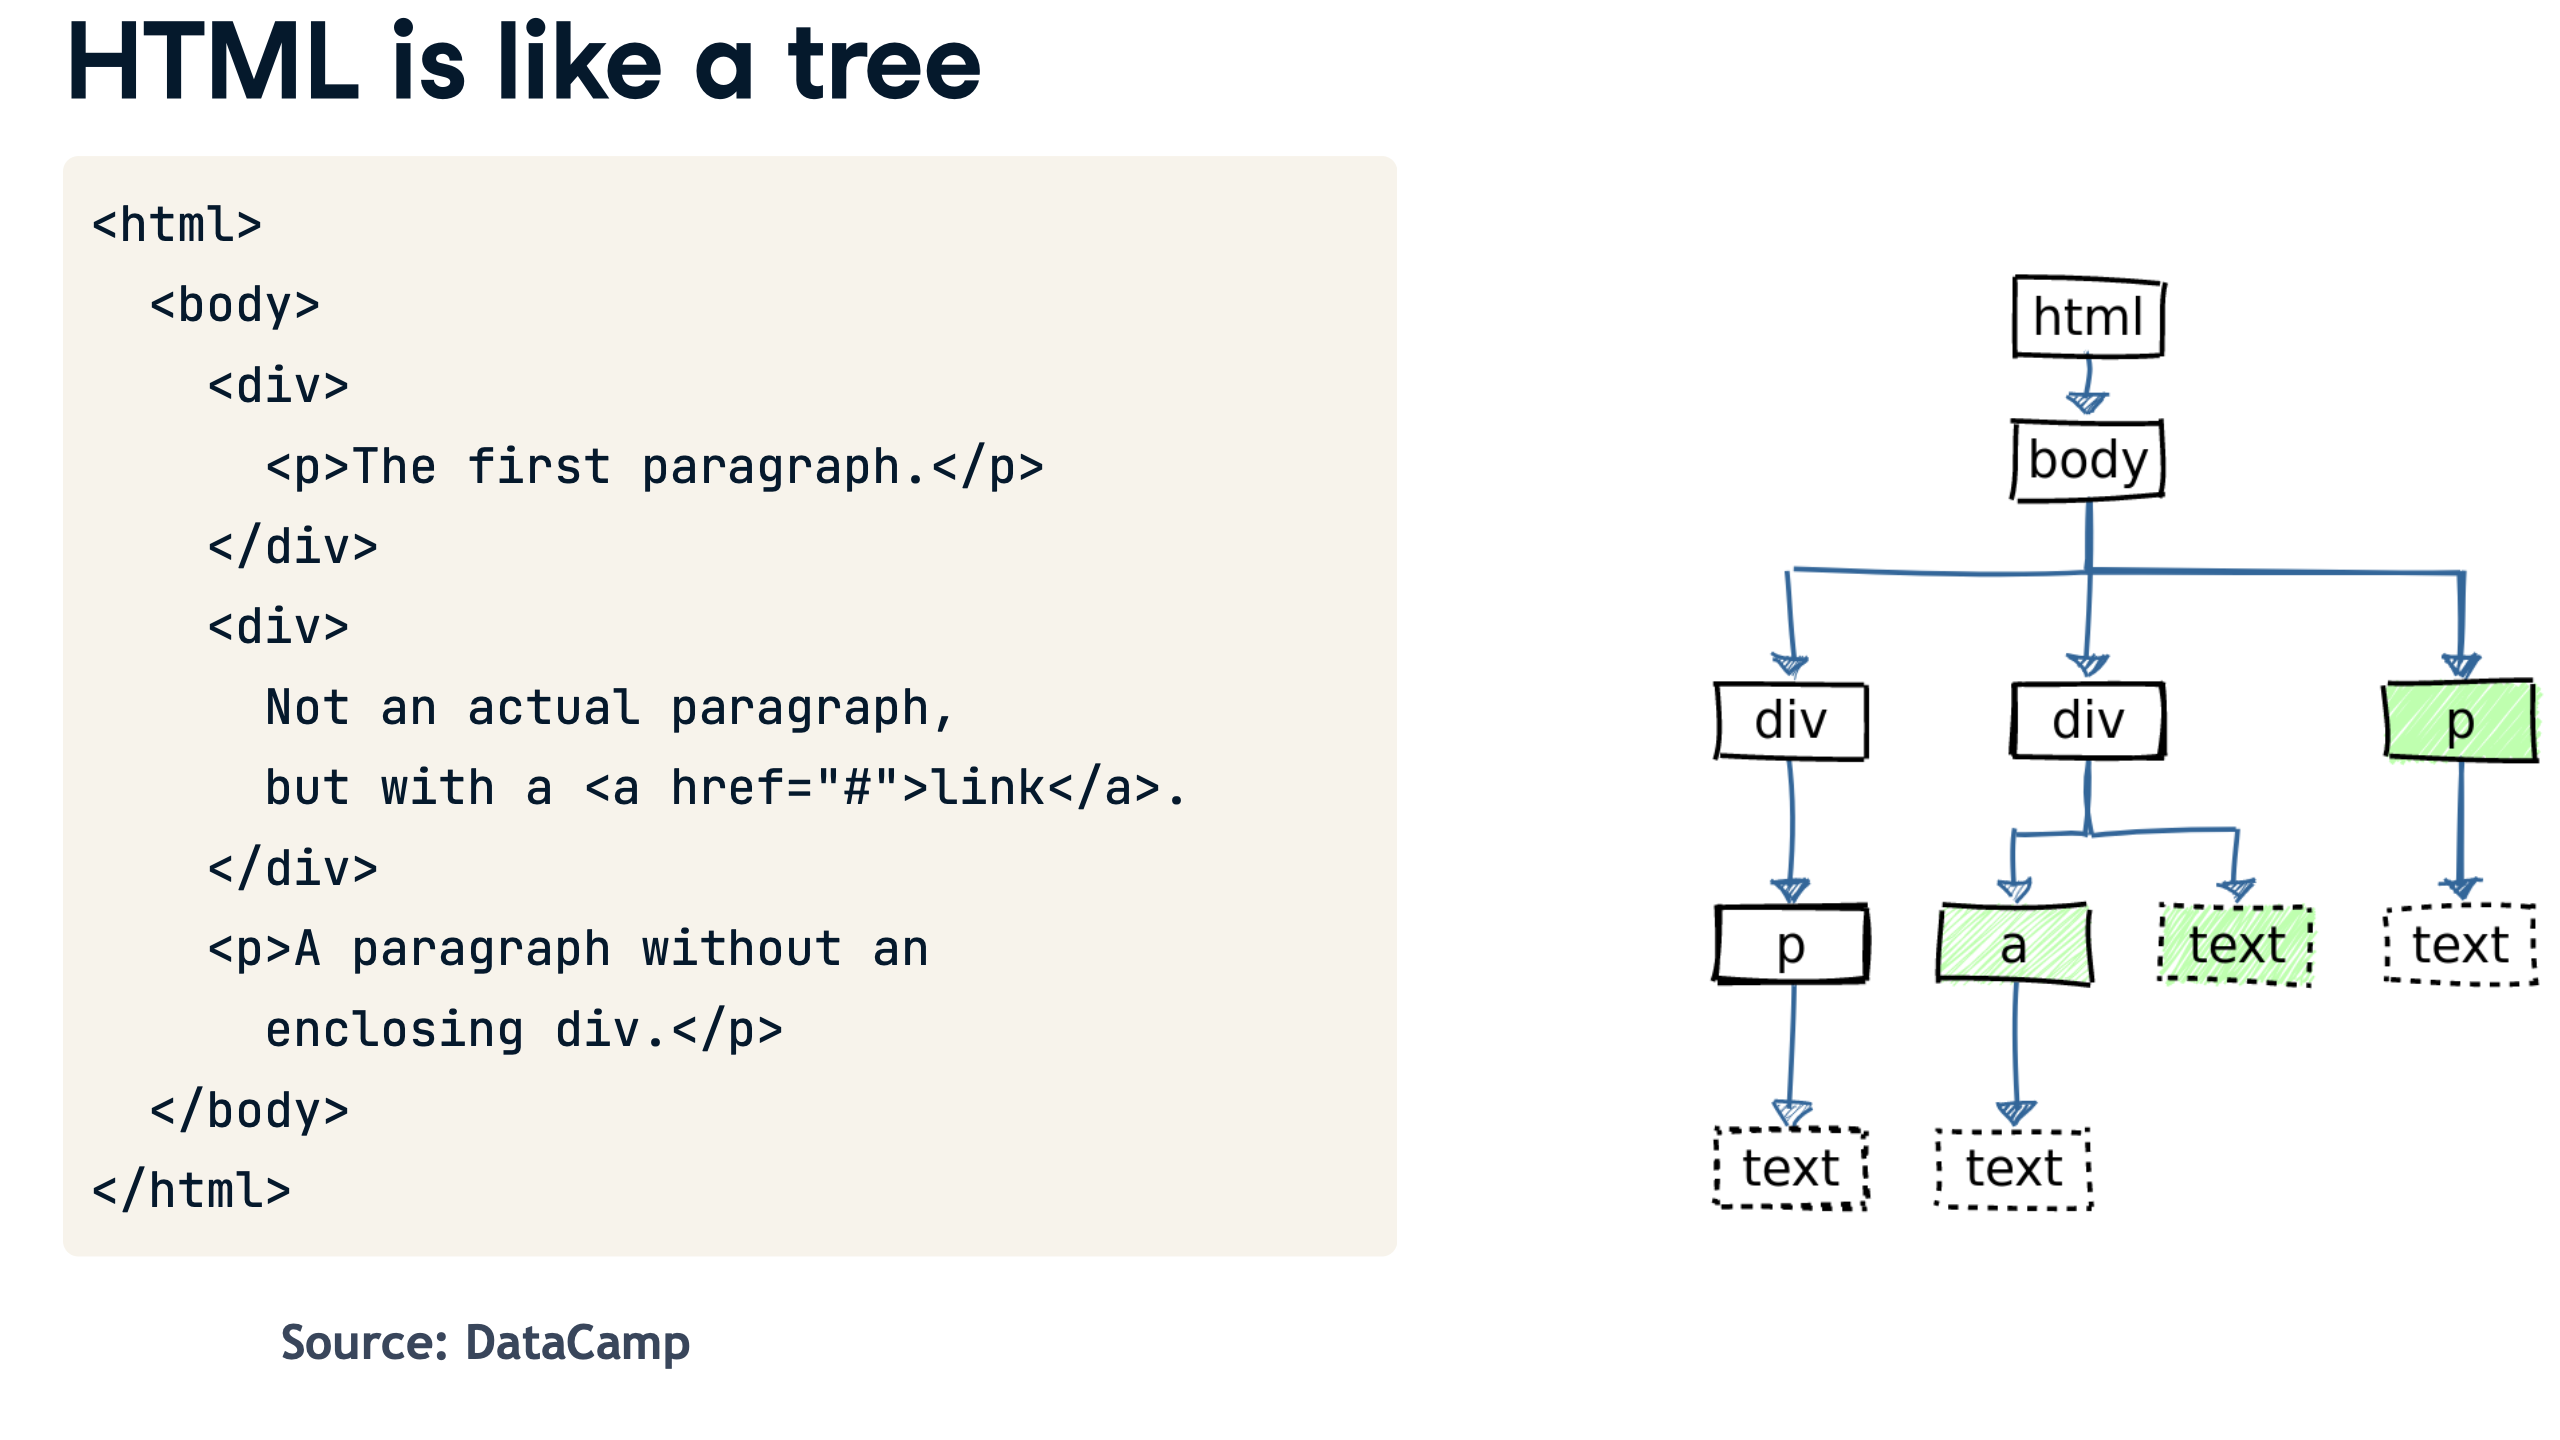 HTML is like a tree
<html>
<body>
<div>
<p>The first paragraph.</p>
</div>
<div>
Not an actual paragraph,
but with a <a href="#">link</a>.
</div>
<p>A paragraph without an
enclosing div.</p>
</body>
</html>
Source: DataCamp
html
body
div div p
p a text text
text text